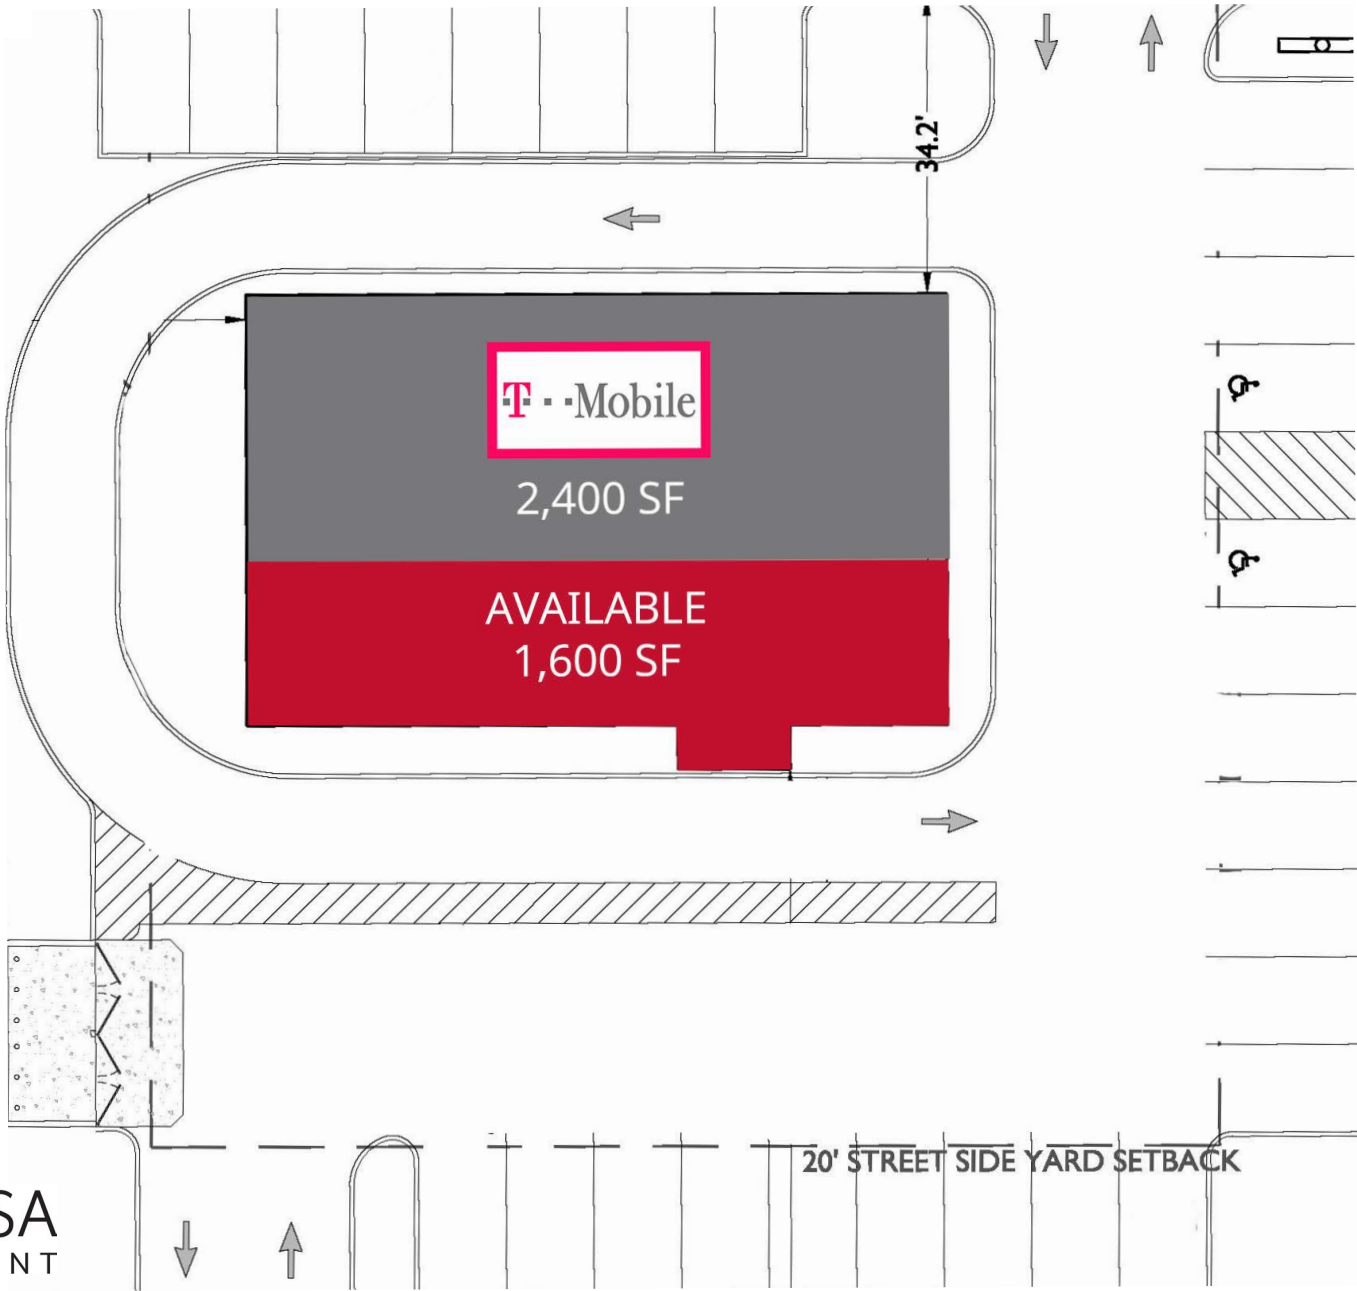 34.2'
T··Mobile
2,400 SF
AVAILABLE
1,600 SF
20' STREET SIDE YARD SETBACK
SA
NT